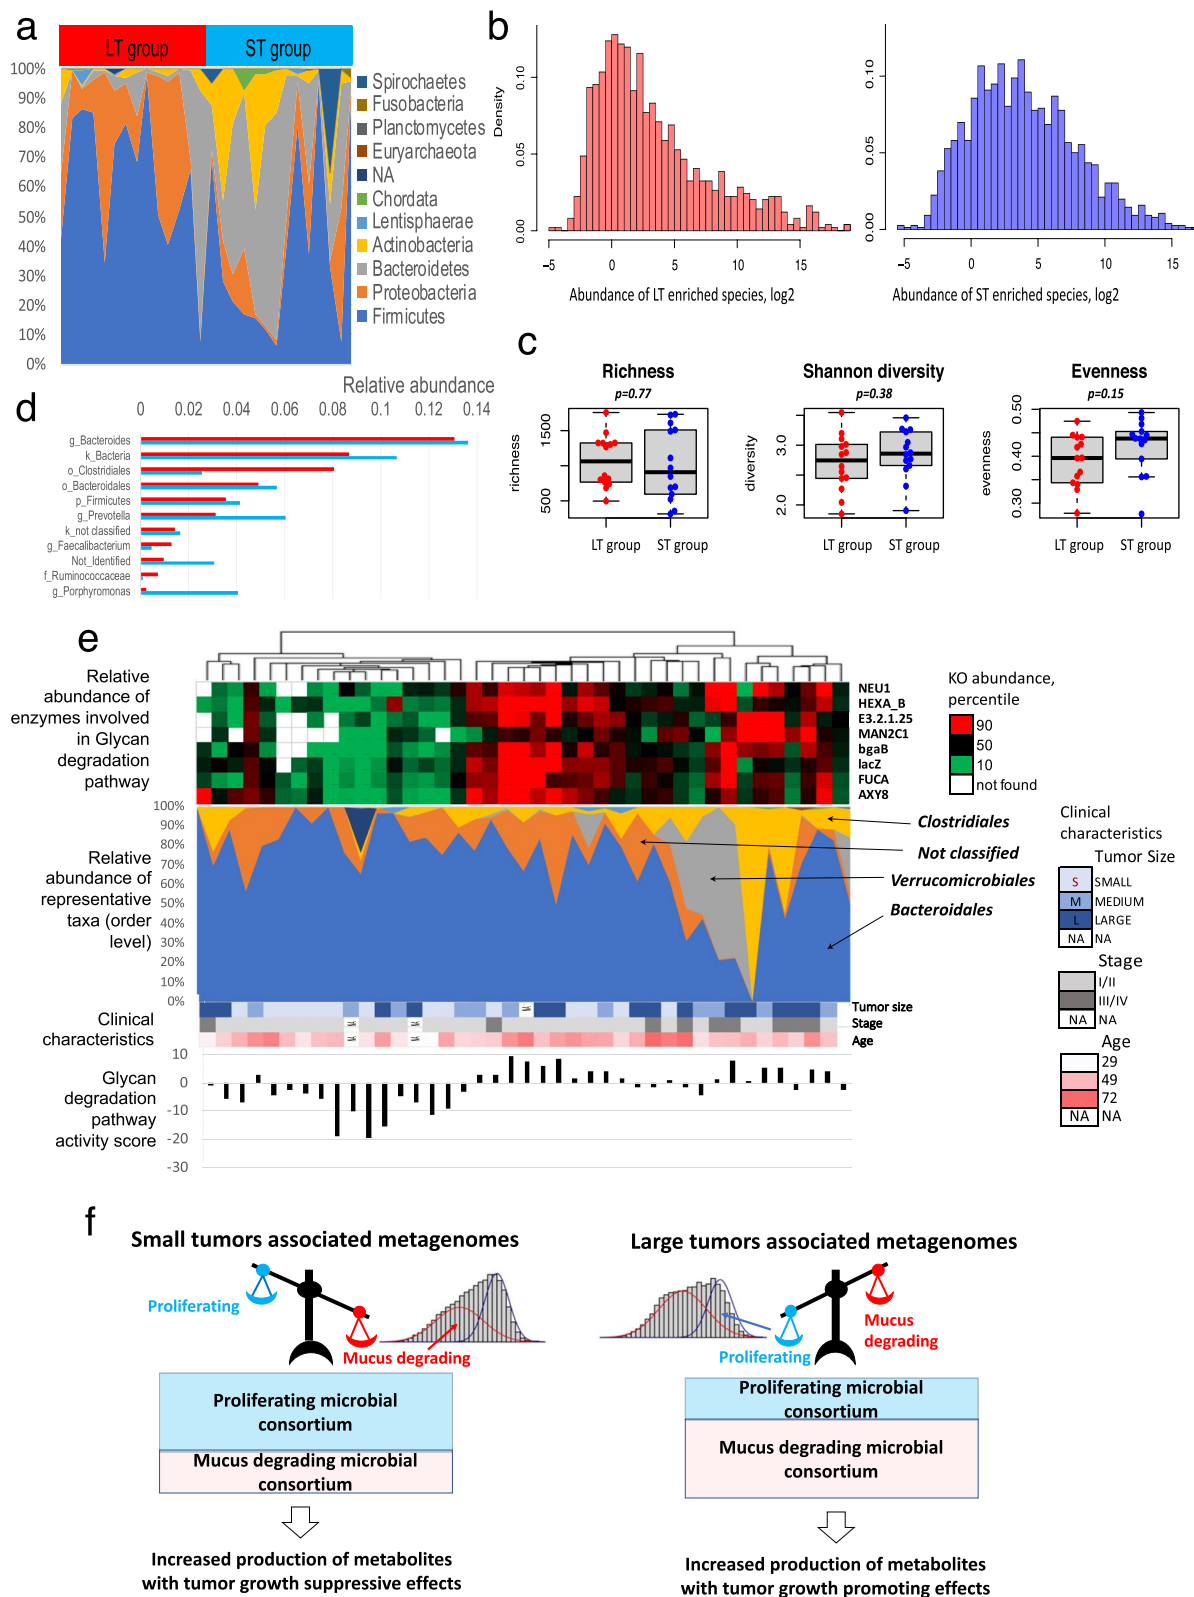 a
LT group
ST group
100%
90%
80%
70%
60%
50%
40%
30%
20%
10%
0%
Spirochaetes
Fusobacteria
Planctomycetes
Euryarchaeota
NA
Chordata
Lentisphaerae
Actinobacteria
Bacteroidetes
Proteobacteria
Firmicutes
b
Density
0.10
0.05
0.00
−5
0
5
10
15
Abundance of LT enriched species, log2
0.10
0.05
0.00
−5
0
5
10
15
Abundance of ST enriched species, log2
c
Richness
p=0.77
richness
1500
500
LT group
ST group
Shannon diversity
p=0.38
diversity
3.0
2.0
LT group
ST group
Evenness
p=0.15
evenness
0.50
0.40
0.30
LT group
ST group
d
Relative abundance
0
0.02
0.04
0.06
0.08
0.1
0.12
0.14
g_Bacteroides
k_Bacteria
o_Clostridiales
o_Bacteroidales
p_Firmicutes
g_Prevotella
k_not classified
g_Faecalibacterium
Not_Identified
f_Ruminococcaceae
g_Porphyromonas
e
Relative
abundance of
enzymes involved
in Glycan
degradation
pathway
NEU1
HEXA_B
E3.2.1.25
MAN2C1
bgaB
lacZ
FUCA
AXY8
KO abundance,
percentile
90
50
10
not found
Relative
abundance of
representative
taxa (order
level)
100%
90%
80%
70%
60%
50%
40%
30%
20%
10%
0%
Clostridiales
Not classified
Verrucomicrobiales
Bacteroidales
Clinical
characteristics
Tumor size
Stage
Age
Clinical
characteristics
Tumor Size
S SMALL
M MEDIUM
L LARGE
NA NA
Stage
I/II
III/IV
NA NA
Age
29
49
72
NA NA
Glycan
degradation
pathway
activity score
10
0
-10
-20
-30
f
Small tumors associated metagenomes
Proliferating
Mucus degrading
Proliferating microbial
consortium
Mucus degrading microbial
consortium
Increased production of metabolites
with tumor growth suppressive effects
Large tumors associated metagenomes
Mucus
degrading
Proliferating
Proliferating microbial
consortium
Mucus degrading microbial
consortium
Increased production of metabolites
with tumor growth promoting effects